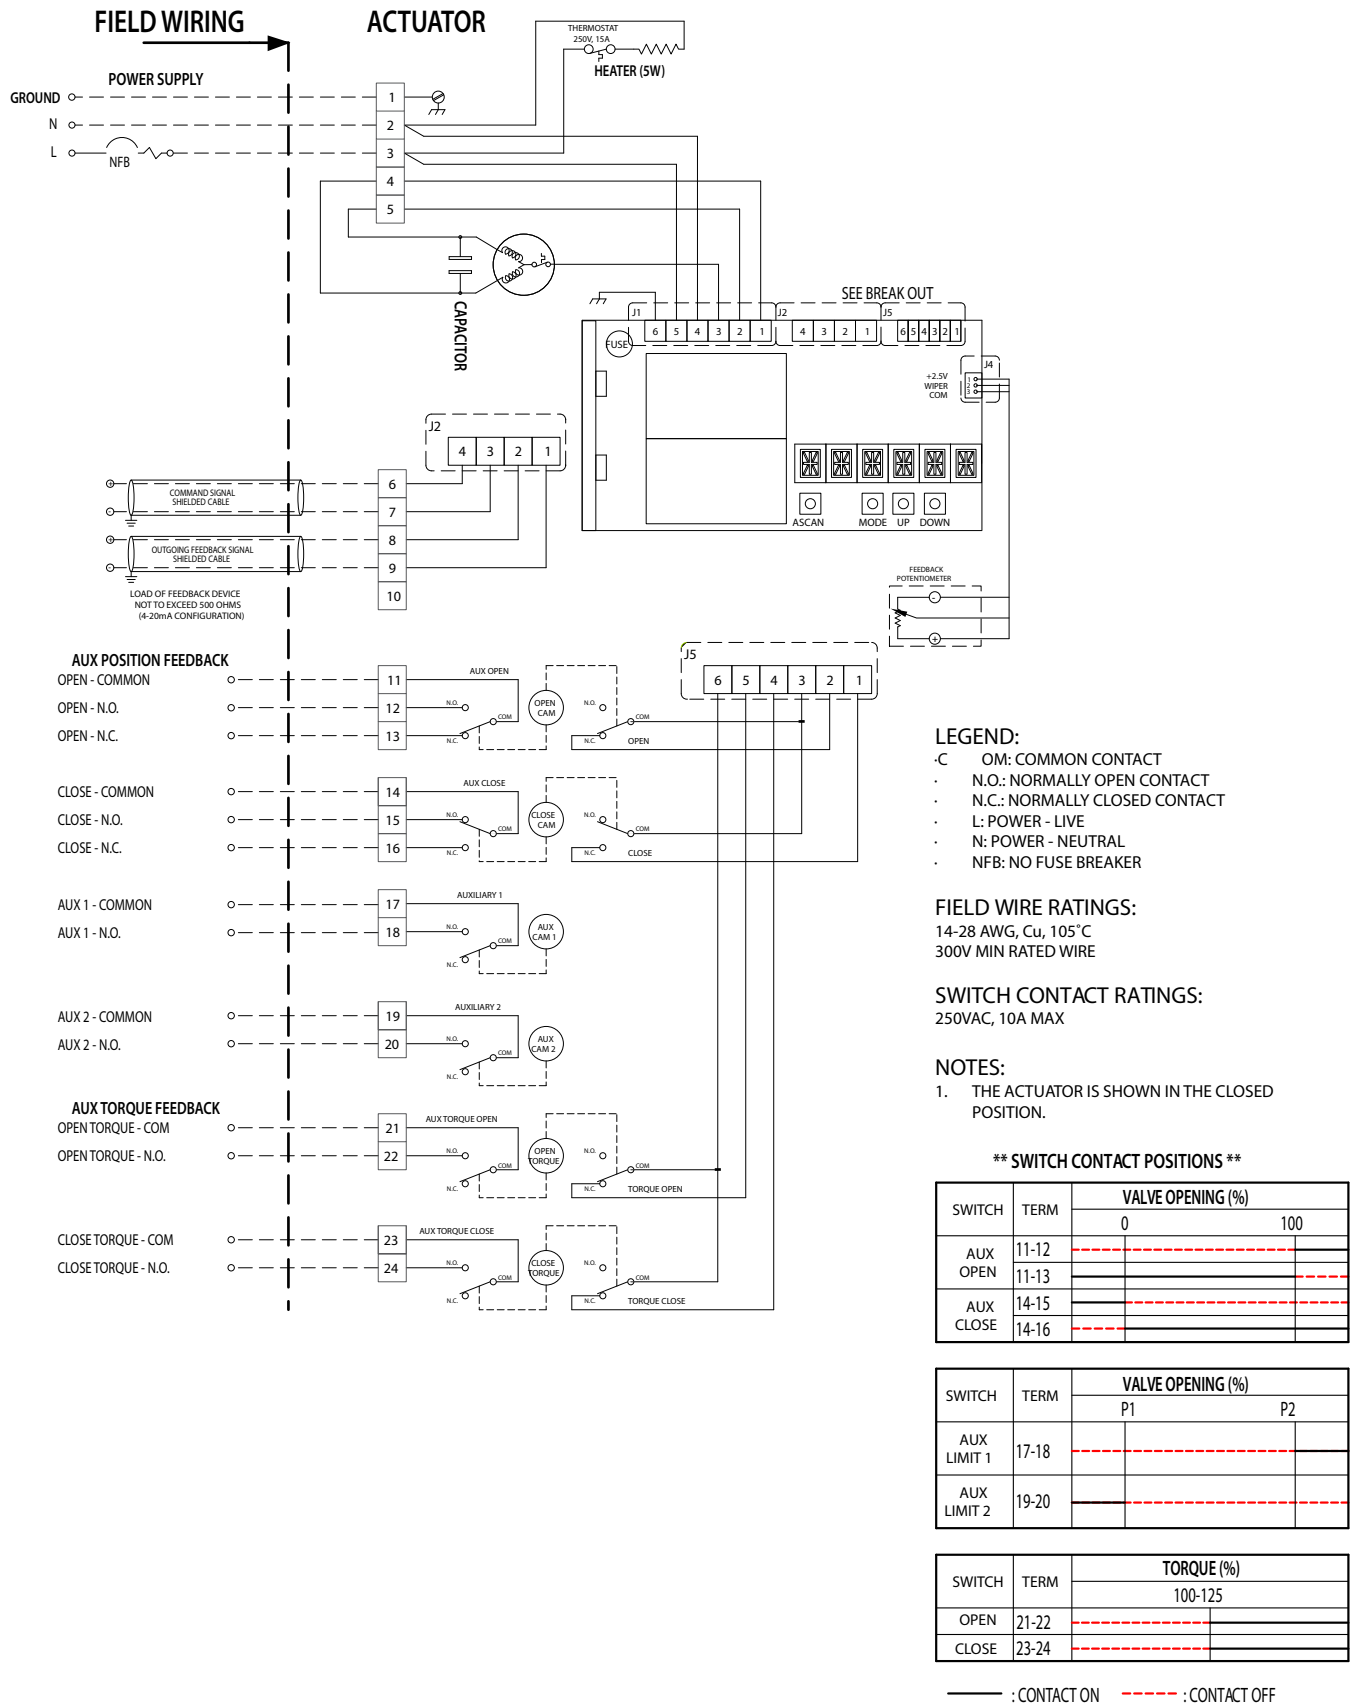 FIELD WIRING
ACTUATOR
POWER SUPPLY
GROUND
N
L
NFB
1
2
3
4
5
THERMOSTAT
250V, 15A
HEATER (5W)
CAPACITOR
SEE BREAK OUT
J1
J2
J5
FUSE
6 5 4 3 2 1
4 3 2 1
6 5 4 3 2 1
J4
+2.5V
WIPER
COM
1
2
3
ASCAN
MODE
UP
DOWN
FEEDBACK
POTENTIOMETER
-
+
J2
4 3 2 1
+
COMMAND SIGNAL
SHIELDED CABLE
-
+
OUTGOING FEEDBACK SIGNAL
SHIELDED CABLE
-
6
7
8
9
10
LOAD OF FEEDBACK DEVICE
NOT TO EXCEED 500 OHMS
(4-20mA CONFIGURATION)
J5
6 5 4 3 2 1
AUX POSITION FEEDBACK
OPEN - COMMON
OPEN - N.O.
OPEN - N.C.
11
12
13
AUX OPEN
N.O.
COM
N.C.
OPEN
CAM
N.O.
COM
N.C.
OPEN
CLOSE - COMMON
CLOSE - N.O.
CLOSE - N.C.
14
15
16
AUX CLOSE
N.O.
COM
N.C.
CLOSE
CAM
N.O.
COM
N.C.
CLOSE
AUX 1 - COMMON
AUX 1 - N.O.
17
18
AUXILIARY 1
N.O.
COM
N.C.
AUX
CAM 1
AUX 2 - COMMON
AUX 2 - N.O.
19
20
AUXILIARY 2
N.O.
COM
N.C.
AUX
CAM 2
AUX TORQUE FEEDBACK
OPEN TORQUE - COM
OPEN TORQUE - N.O.
21
22
AUX TORQUE OPEN
N.O.
COM
N.C.
OPEN
TORQUE
N.O.
COM
N.C.
TORQUE OPEN
CLOSE TORQUE - COM
CLOSE TORQUE - N.O.
23
24
AUX TORQUE CLOSE
N.O.
COM
N.C.
CLOSE
TORQUE
N.O.
COM
N.C.
TORQUE CLOSE
LEGEND:
·C OM: COMMON CONTACT
· N.O.: NORMALLY OPEN CONTACT
· N.C.: NORMALLY CLOSED CONTACT
· L: POWER - LIVE
· N: POWER - NEUTRAL
· NFB: NO FUSE BREAKER
FIELD WIRE RATINGS:
14-28 AWG, Cu, 105°C
300V MIN RATED WIRE
SWITCH CONTACT RATINGS:
250VAC, 10A MAX
NOTES:
1. THE ACTUATOR IS SHOWN IN THE CLOSED
POSITION.
** SWITCH CONTACT POSITIONS **
SWITCH TERM VALVE OPENING (%)
0 100
AUX
OPEN
11-12
11-13
AUX
CLOSE
14-15
14-16
SWITCH TERM VALVE OPENING (%)
P1 P2
AUX
LIMIT 1
17-18
AUX
LIMIT 2
19-20
SWITCH TERM TORQUE (%)
100-125
OPEN 21-22
CLOSE 23-24
: CONTACT ON : CONTACT OFF